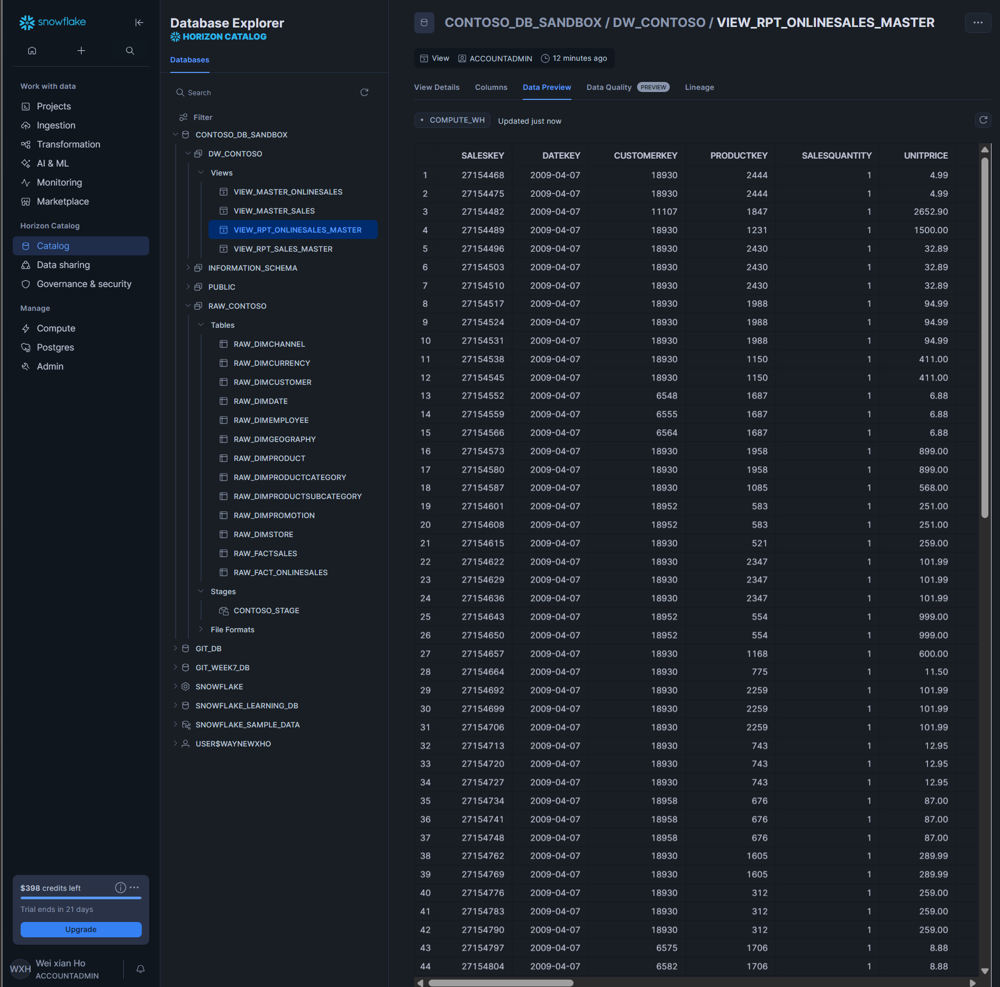 snowflake
Work with data
Projects
Ingestion
Transformation
AI & ML
Monitoring
Marketplace
Horizon Catalog
Catalog
Data sharing
Governance & security
Manage
Compute
Postgres
Admin
$398 credits left
Trial ends in 21 days
Upgrade
WXH
Wei xian Ho
ACCOUNTADMIN
Database Explorer
HORIZON CATALOG
Databases
Search
Filter
CONTOSO_DB_SANDBOX
DW_CONTOSO
Views
VIEW_MASTER_ONLINESALES
VIEW_MASTER_SALES
VIEW_RPT_ONLINESALES_MASTER
VIEW_RPT_SALES_MASTER
INFORMATION_SCHEMA
PUBLIC
RAW_CONTOSO
Tables
RAW_DIMCHANNEL
RAW_DIMCURRENCY
RAW_DIMCUSTOMER
RAW_DIMDATE
RAW_DIMEMPLOYEE
RAW_DIMGEOGRAPHY
RAW_DIMPRODUCT
RAW_DIMPRODUCTCATEGORY
RAW_DIMPRODUCTSUBCATEGORY
RAW_DIMPROMOTION
RAW_DIMSTORE
RAW_FACTSALES
RAW_FACT_ONLINESALES
Stages
CONTOSO_STAGE
File Formats
GIT_DB
GIT_WEEK7_DB
SNOWFLAKE
SNOWFLAKE_LEARNING_DB
SNOWFLAKE_SAMPLE_DATA
USER$WAYNEWXHO
CONTOSO_DB_SANDBOX / DW_CONTOSO / VIEW_RPT_ONLINESALES_MASTER
View ACCOUNTADMIN 12 minutes ago
View Details Columns Data Preview Data Quality PREVIEW Lineage
COMPUTE_WH Updated just now
SALESKEY DATEKEY CUSTOMERKEY PRODUCTKEY SALESQUANTITY UNITPRICE
1 27154468 2009-04-07 18930 2444 1 4.99
2 27154475 2009-04-07 18930 2444 1 4.99
3 27154482 2009-04-07 11107 1847 1 2652.90
4 27154489 2009-04-07 18930 1231 1 1500.00
5 27154496 2009-04-07 18930 2430 1 32.89
6 27154503 2009-04-07 18930 2430 1 32.89
7 27154510 2009-04-07 18930 2430 1 32.89
8 27154517 2009-04-07 18930 1988 1 94.99
9 27154524 2009-04-07 18930 1988 1 94.99
10 27154531 2009-04-07 18930 1988 1 94.99
11 27154538 2009-04-07 18930 1150 1 411.00
12 27154545 2009-04-07 18930 1150 1 411.00
13 27154552 2009-04-07 6548 1687 1 6.88
14 27154559 2009-04-07 6555 1687 1 6.88
15 27154566 2009-04-07 6564 1687 1 6.88
16 27154573 2009-04-07 18930 1958 1 899.00
17 27154580 2009-04-07 18930 1958 1 899.00
18 27154587 2009-04-07 18930 1085 1 568.00
19 27154601 2009-04-07 18952 583 1 251.00
20 27154608 2009-04-07 18952 583 1 251.00
21 27154615 2009-04-07 18930 521 1 259.00
22 27154622 2009-04-07 18930 2347 1 101.99
23 27154629 2009-04-07 18930 2347 1 101.99
24 27154636 2009-04-07 18930 2347 1 101.99
25 27154643 2009-04-07 18952 554 1 999.00
26 27154650 2009-04-07 18952 554 1 999.00
27 27154657 2009-04-07 18930 1168 1 600.00
28 27154664 2009-04-07 18930 775 1 11.50
29 27154692 2009-04-07 18930 2259 1 101.99
30 27154699 2009-04-07 18930 2259 1 101.99
31 27154706 2009-04-07 18930 2259 1 101.99
32 27154713 2009-04-07 18930 743 1 12.95
33 27154720 2009-04-07 18930 743 1 12.95
34 27154727 2009-04-07 18930 743 1 12.95
35 27154734 2009-04-07 18958 676 1 87.00
36 27154741 2009-04-07 18958 676 1 87.00
37 27154748 2009-04-07 18958 676 1 87.00
38 27154762 2009-04-07 18930 1605 1 289.99
39 27154769 2009-04-07 18930 1605 1 289.99
40 27154776 2009-04-07 18930 312 1 259.00
41 27154783 2009-04-07 18930 312 1 259.00
42 27154790 2009-04-07 18930 312 1 259.00
43 27154797 2009-04-07 6575 1706 1 8.88
44 27154804 2009-04-07 6582 1706 1 8.88